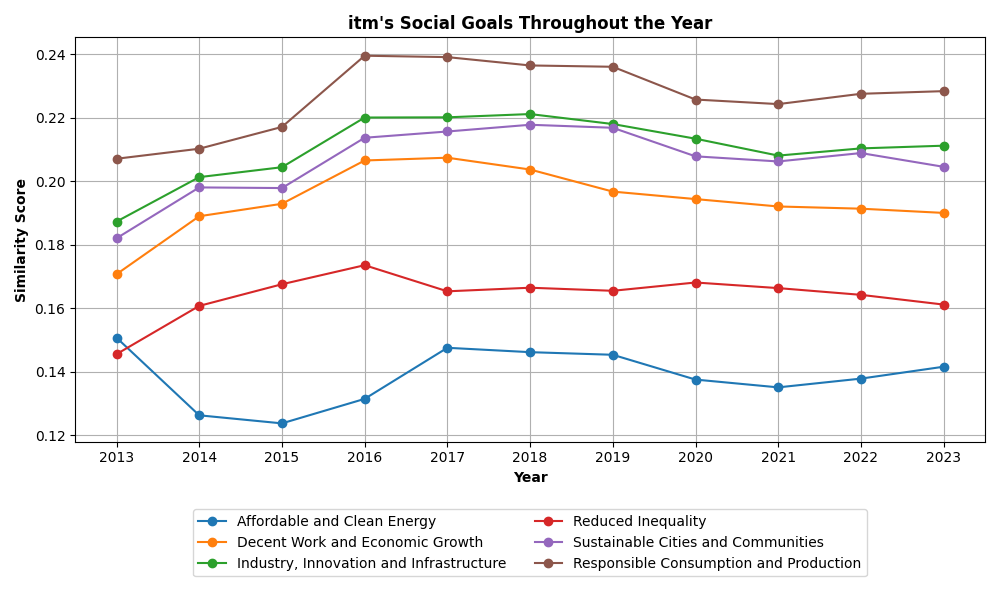 itm's Social Goals Throughout the Year
Similarity Score
0.24
0.22
0.20
0.18
0.16
0.14
0.12
2013 2014 2015 2016 2017 2018 2019 2020 2021 2022 2023
Year
Affordable and Clean Energy
Decent Work and Economic Growth
Industry, Innovation and Infrastructure
Reduced Inequality
Sustainable Cities and Communities
Responsible Consumption and Production